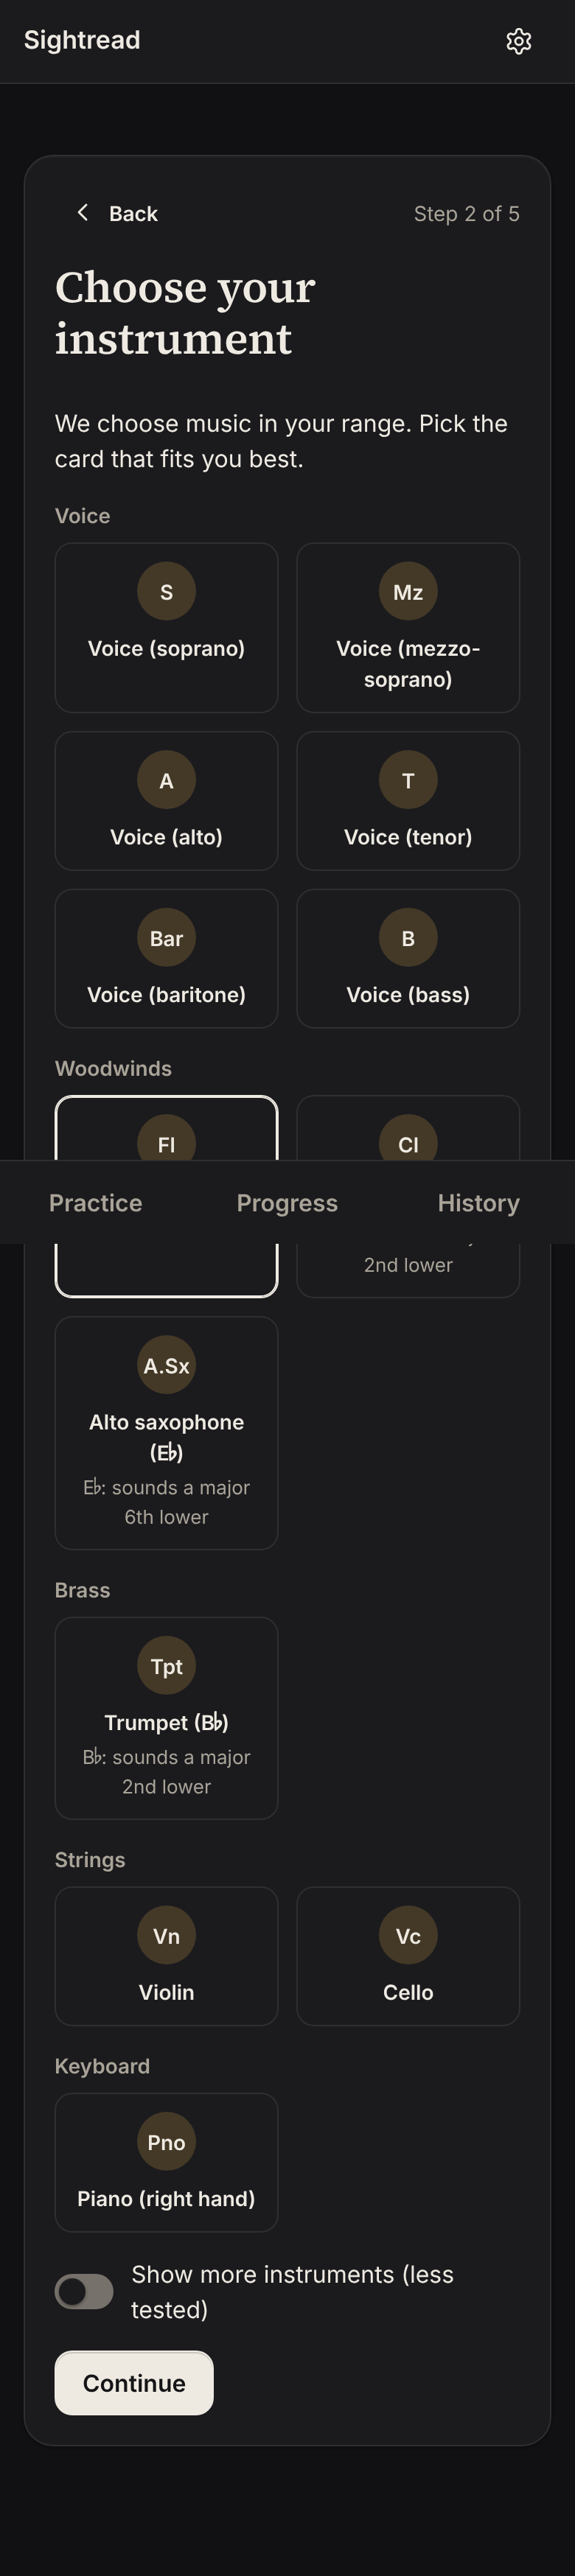 Sightread
Back
Step 2 of 5
Choose your
instrument
We choose music in your range. Pick the
card that fits you best.
Voice
S
Voice (soprano)
Mz
Voice (mezzo-
soprano)
A
Voice (alto)
T
Voice (tenor)
Bar
Voice (baritone)
B
Voice (bass)
Woodwinds
Fl
Cl
Practice
Progress
History
2nd lower
A.Sx
Alto saxophone
(E♭)
E♭: sounds a major
6th lower
Brass
Tpt
Trumpet (B♭)
B♭: sounds a major
2nd lower
Strings
Vn
Violin
Vc
Cello
Keyboard
Pno
Piano (right hand)
Show more instruments (less
tested)
Continue